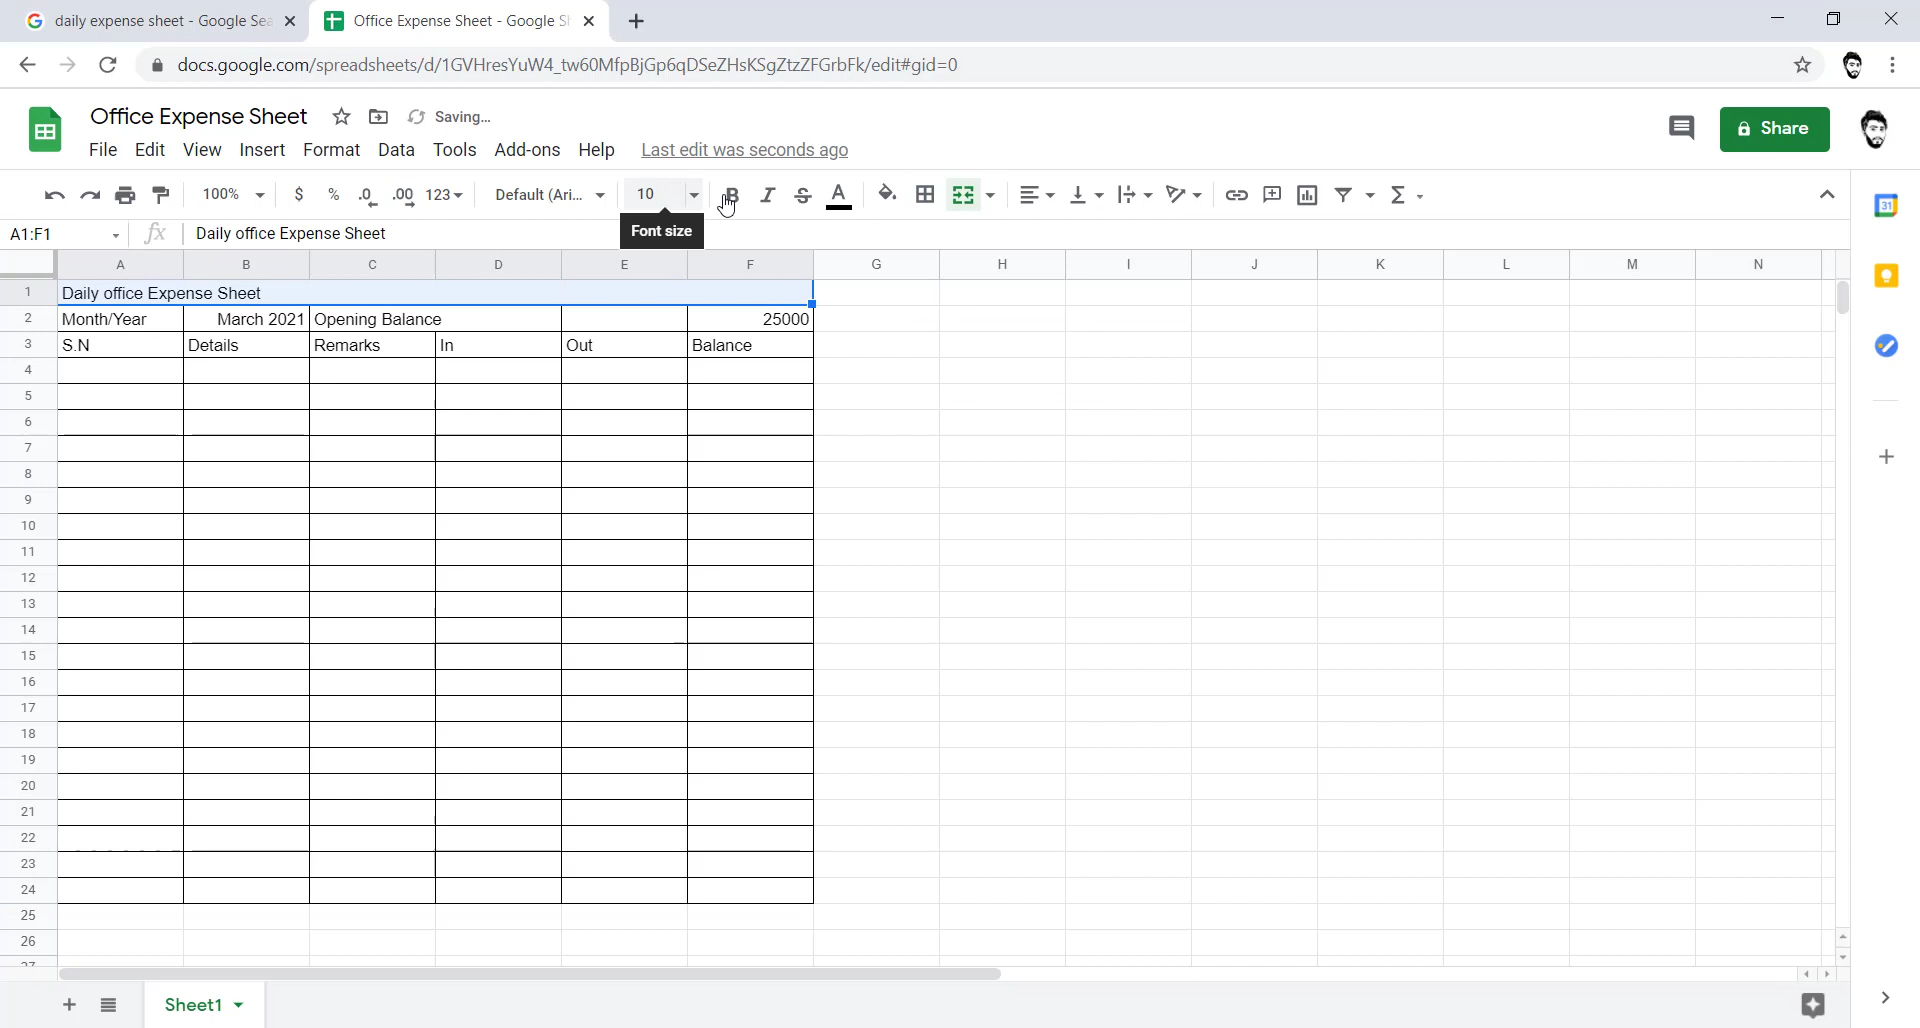 daily expense sheet - Google Sea
Office Expense Sheet - Google Sh
docs.google.com/spreadsheets/d/1GVHresYuW4_tw60MfpBjGp6qDSeZHsKSgZtzZFGrbFk/edit#gid=0
Office Expense Sheet
Saving...
File Edit View Insert Format Data Tools Add-ons Help Last edit was seconds ago
Share
100% $ % .0 .00 123 Default (Ari... 10 B I S A
31
A1:F1 fx Daily office Expense Sheet
Font size
A B C D E F G H I J K L M N
1 Daily office Expense Sheet
2 Month/Year March 2021 Opening Balance 25000
3 S.N Details Remarks In Out Balance
4
5
6
7
8
9
10
11
12
13
14
15
16
17
18
19
20
21
22
23
24
25
26
27
Sheet1